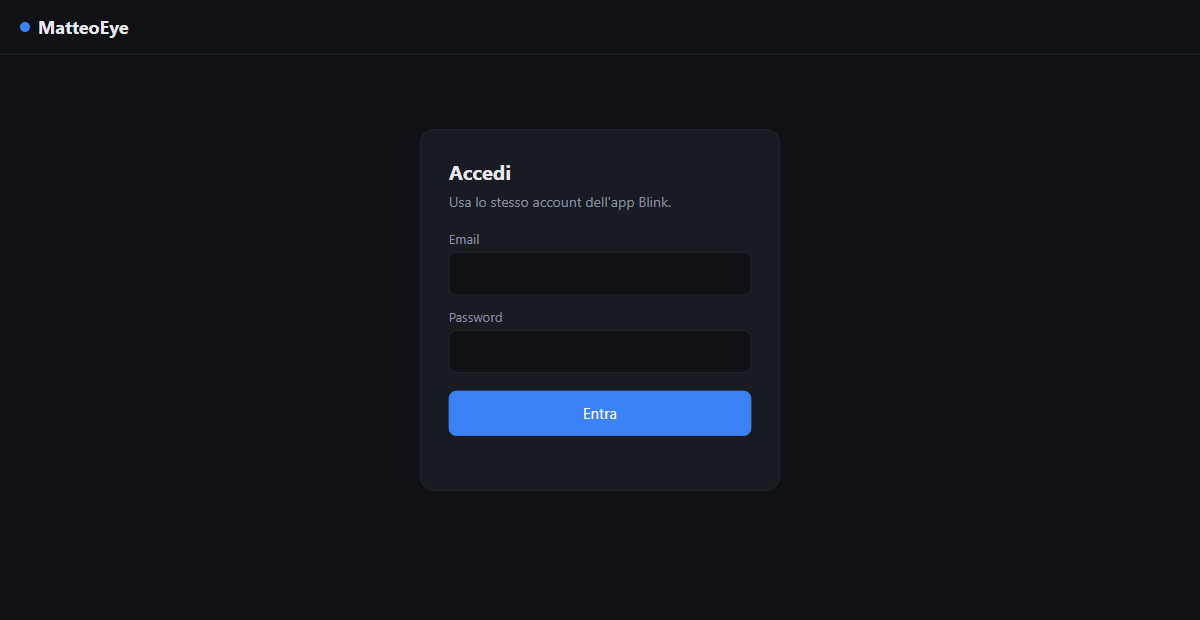 MatteoEye
Accedi
Usa lo stesso account dell'app Blink.
Email
Password
Entra